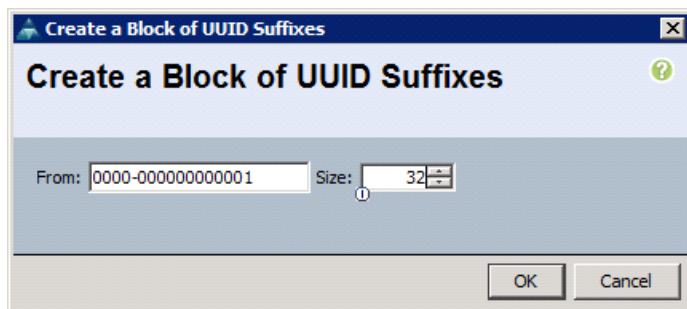 Create a Block of UUID Suffixes
Create a Block of UUID Suffixes
?
From: 0000-000000000001 Size: 32
OK Cancel